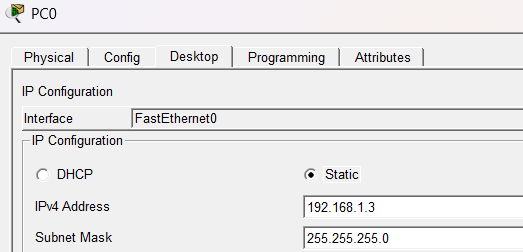 PC0
Physical Config Desktop Programming Attributes
IP Configuration
Interface FastEthernet0
IP Configuration
DHCP Static
IPv4 Address 192.168.1.3
Subnet Mask 255.255.255.0